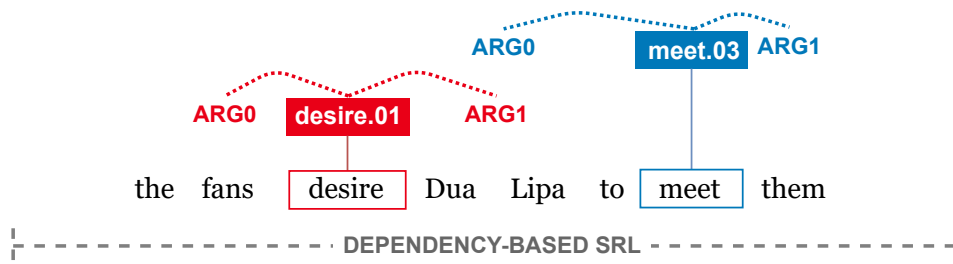 ARG0 meet.03 ARG1
ARG0 desire.01 ARG1
the fans desire Dua Lipa to meet them
DEPENDENCY-BASED SRL